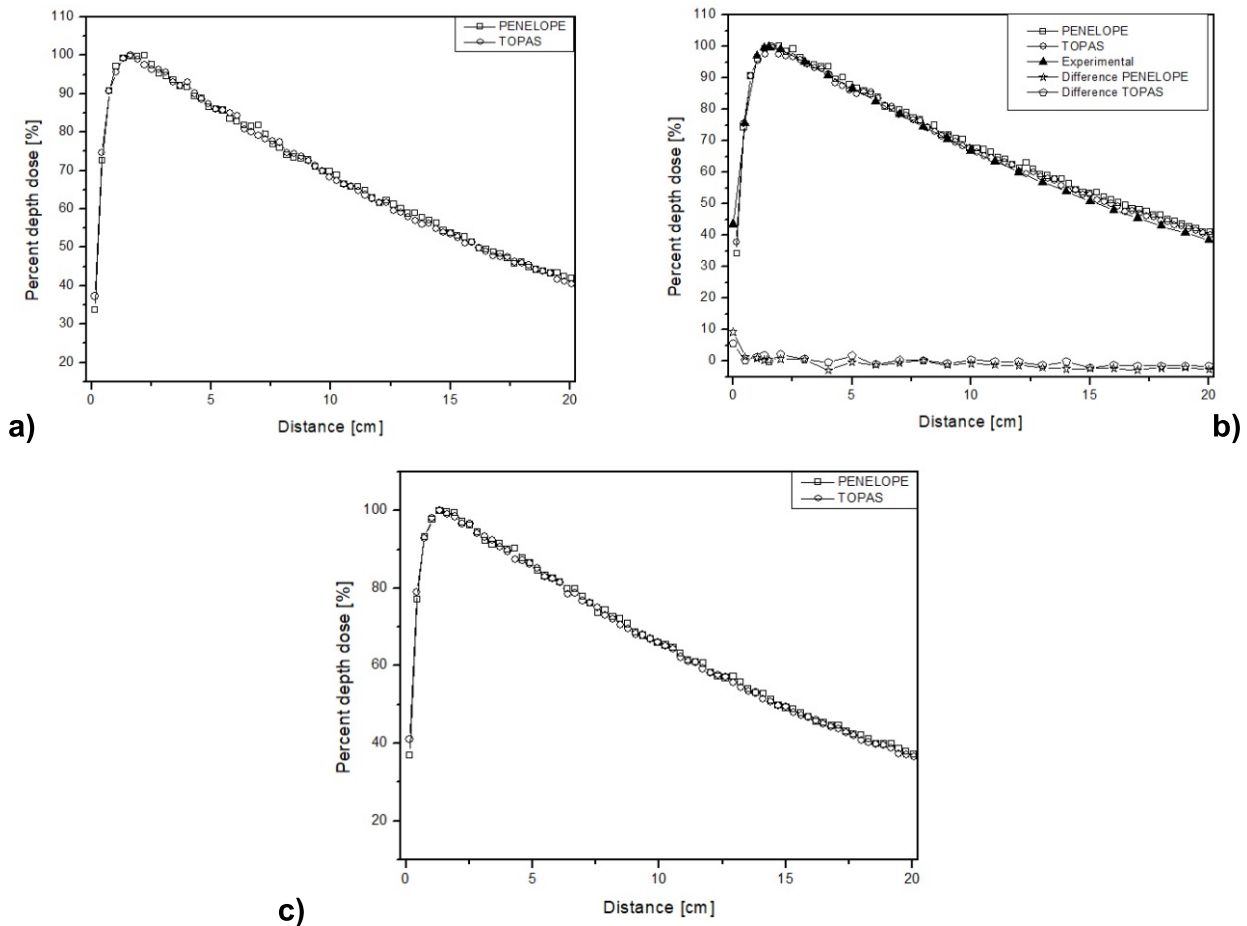 PENELOPE
TOPAS
110
100
90
80
70
60
50
40
30
20
Percent depth dose [%]
0 5 10 15 20
Distance [cm]
a)
PENELOPE
TOPAS
Experimental
Difference PENELOPE
Difference TOPAS
110
100
90
80
70
60
50
40
30
20
10
0
Percent depth dose [%]
0 5 10 15 20
Distance [cm]
b)
PENELOPE
TOPAS
100
80
60
40
20
Percent depth dose [%]
0 5 10 15 20
Distance [cm]
c)